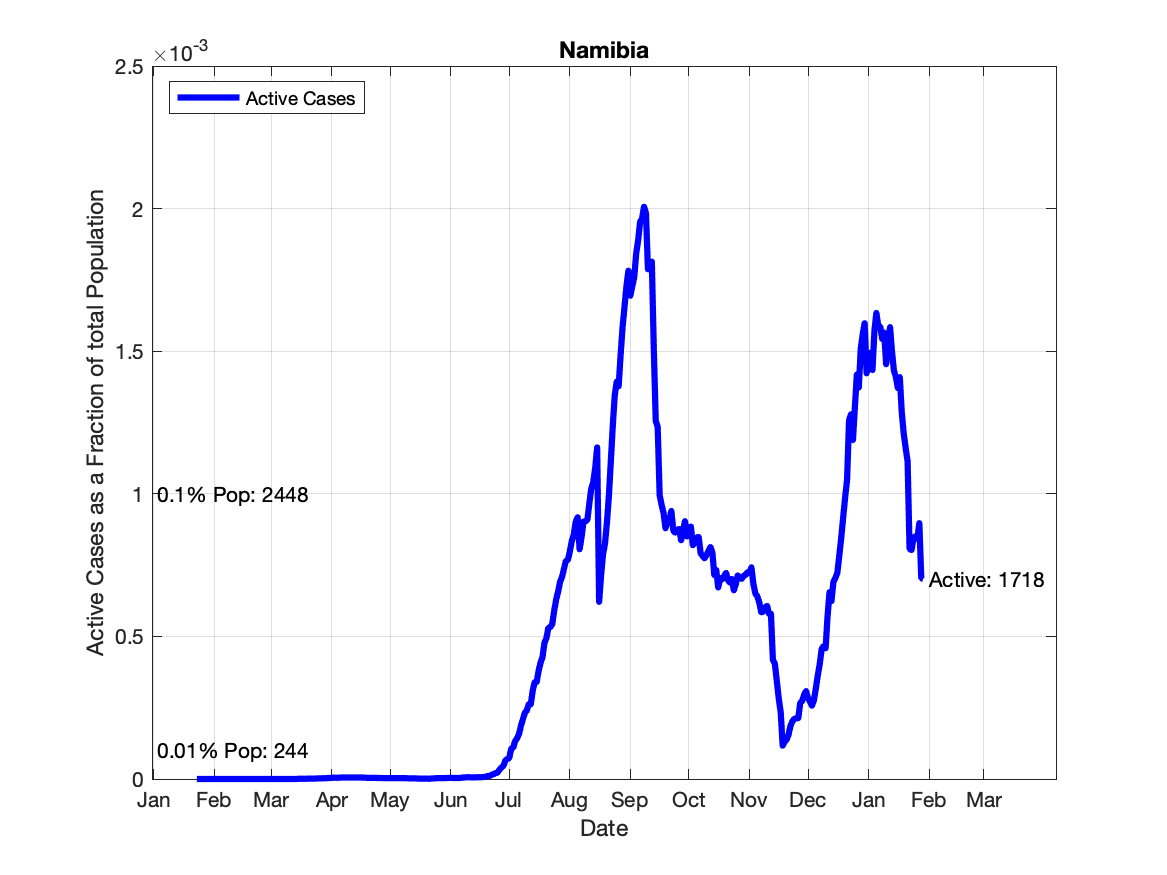 Namibia
×10-3
2.5
2
1.5
1
0.5
0
Active Cases
0.1% Pop: 2448
0.01% Pop: 244
Active: 1718
Active Cases as a Fraction of total Population
Jan Feb Mar Apr May Jun Jul Aug Sep Oct Nov Dec Jan Feb Mar
Date